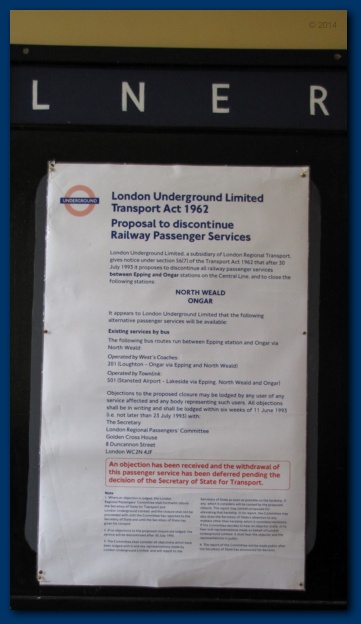 © 2014
L N E R
UNDERGROUND
London Underground Limited
Transport Act 1962
Proposal to discontinue
Railway Passenger Services
London Underground Limited, a subsidiary of London Regional Transport,
gives notice under section 56(7) of the Transport Act 1962 that after 30
July 1993 it proposes to discontinue all railway passenger services
between Epping and Ongar stations on the Central Line, and to close the
following stations:
NORTH WEALD
ONGAR
It appears to London Underground Limited that the following
alternative passenger services will be available:
Existing services by bus
The following bus routes run between Epping station and Ongar via
North Weald:
Operated by West's Coaches:
201 (Loughton - Ongar via Epping and North Weald)
Operated by Townlink:
501 (Stansted Airport - Lakeside via Epping, North Weald and Ongar)
Objections to the proposed closure may be lodged by any user of any
service affected and any body representing such users. All objections
shall be in writing and shall be lodged within six weeks of 11 June 1993
(i.e. not later than 23 July 1993) with:
The Secretary
London Regional Passengers' Committee
Golden Cross House
8 Duncannon Street
London WC2N 4JF
An objection has been received and the withdrawal of
this passenger service has been deferred pending the
decision of the Secretary of State for Transport.
Note